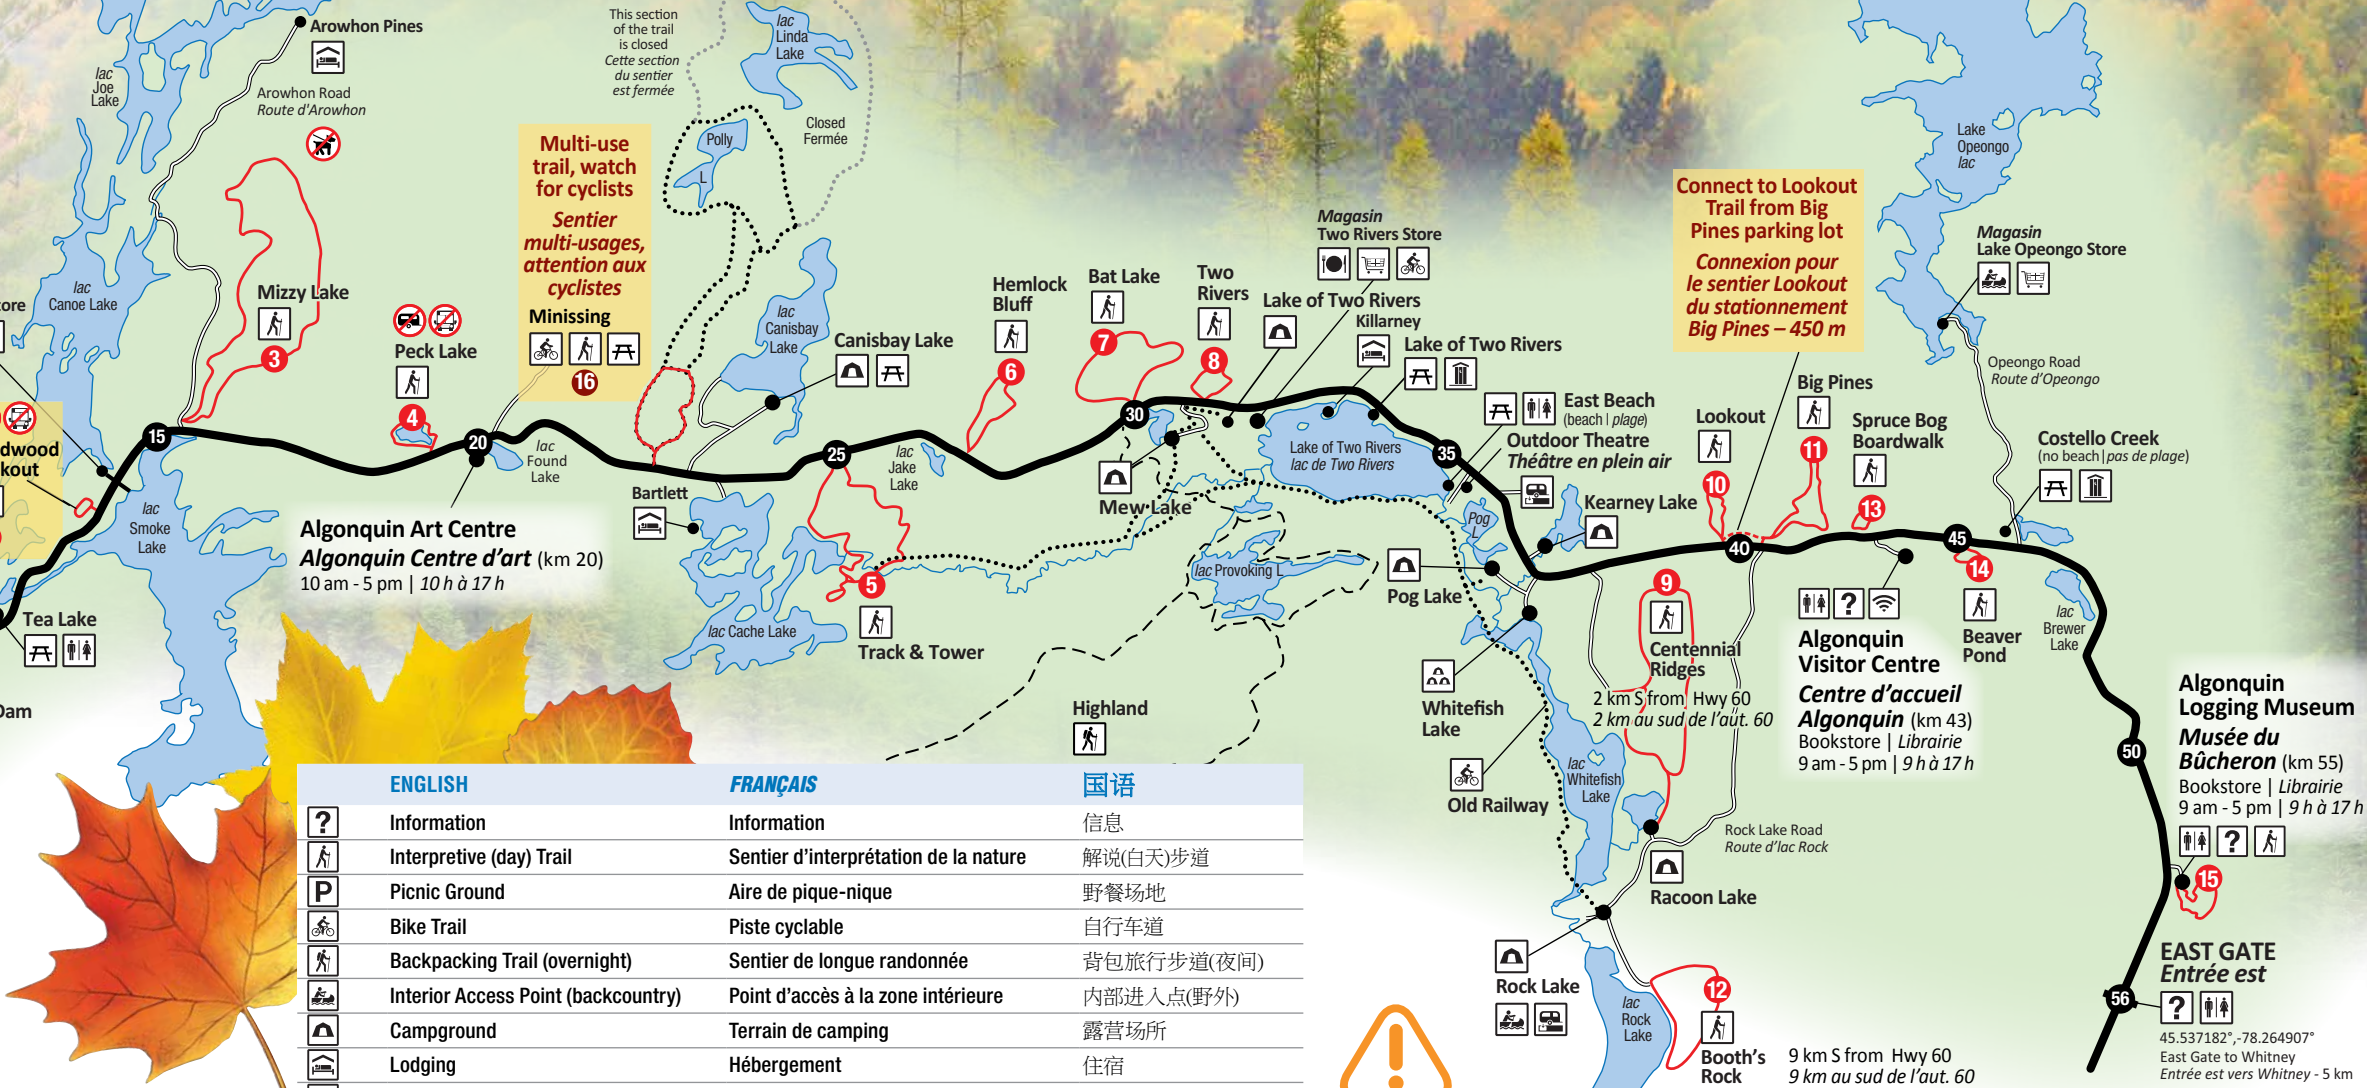 Arowhon Pines
lac
Joe
Lake
Arowhon Road
Route d'Arowhon
This section
of the trail
is closed
Cette section
du sentier
est fermée
lac
Linda
Lake
Closed
Fermée
Polly
L
Multi-use
trail, watch
for cyclists
Sentier
multi-usages,
attention aux
cyclistes
Minissing
16
lac
Canoe Lake
Mizzy Lake
3
Peck Lake
4
lac
Canisbay
Lake
Canisbay Lake
Hemlock
Bluff
6
Bat Lake
7
Two
Rivers
8
Magasin
Two Rivers Store
Lake of Two Rivers
Killarney
Lake of Two Rivers
East Beach
(beach | plage)
Outdoor Theatre
Théâtre en plein air
Lake of Two Rivers
lac de Two Rivers
Connect to Lookout
Trail from Big
Pines parking lot
Connexion pour
le sentier Lookout
du stationnement
Big Pines – 450 m
Lake
Opeongo
lac
Magasin
Lake Opeongo Store
Opeongo Road
Route d'Opeongo
Big Pines
11
Lookout
10
Spruce Bog
Boardwalk
13
Costello Creek
(no beach | pas de plage)
ore
dwood
kout
15
20
25
30
35
40
45
50
56
lac
Found
Lake
lac
Jake
Lake
lac
Smoke
Lake
Tea Lake
Dam
Algonquin Art Centre
Algonquin Centre d'art (km 20)
10 am - 5 pm | 10 h à 17 h
Bartlett
lac Cache Lake
5
Track & Tower
Mew Lake
lac Provoking L
Highland
Pog
L
Pog Lake
Kearney Lake
Whitefish
Lake
Old Railway
lac
Whitefish
Lake
9
Centennial
Ridges
2 km S from Hwy 60
2 km au sud de l'aut. 60
Rock Lake Road
Route d'lac Rock
Racoon Lake
Rock Lake
lac
Rock
Lake
12
Booth's
Rock
9 km S from Hwy 60
9 km au sud de l'aut. 60
Algonquin
Visitor Centre
Centre d'accueil
Algonquin (km 43)
Bookstore | Librairie
9 am - 5 pm | 9 h à 17 h
14
Beaver
Pond
lac
Brewer
Lake
Algonquin
Logging Museum
Musée du
Bûcheron (km 55)
Bookstore | Librairie
9 am - 5 pm | 9 h à 17 h
?
15
EAST GATE
Entrée est
?
45.537182°,-78.264907°
East Gate to Whitney
Entrée est vers Whitney - 5 km
ENGLISH FRANÇAIS 国语
? Information Information 信息
Interpretive (day) Trail Sentier d'interprétation de la nature 解说(白天)步道
P Picnic Ground Aire de pique-nique 野餐场地
Bike Trail Piste cyclable 自行车道
Backpacking Trail (overnight) Sentier de longue randonnée 背包旅行步道(夜间)
Interior Access Point (backcountry) Point d'accès à la zone intérieure 内部进入点(野外)
Campground Terrain de camping 露营场所
Lodging Hébergement 住宿